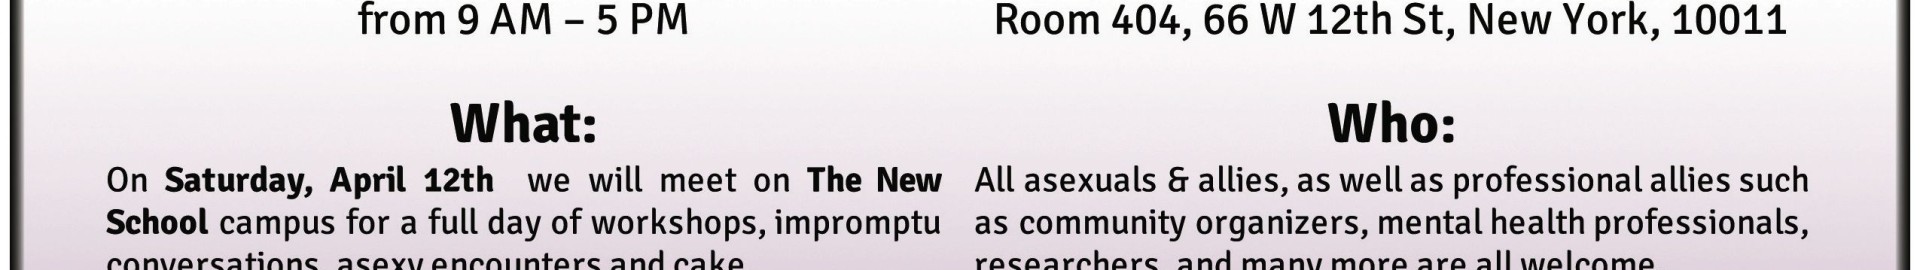 from 9 AM – 5 PM
Room 404, 66 W 12th St, New York, 10011
What:
On Saturday, April 12th we will meet on The New
School campus for a full day of workshops, impromptu
conversations, asexy encounters and cake
Who:
All asexuals & allies, as well as professional allies such
as community organizers, mental health professionals,
researchers, and many more are all welcome